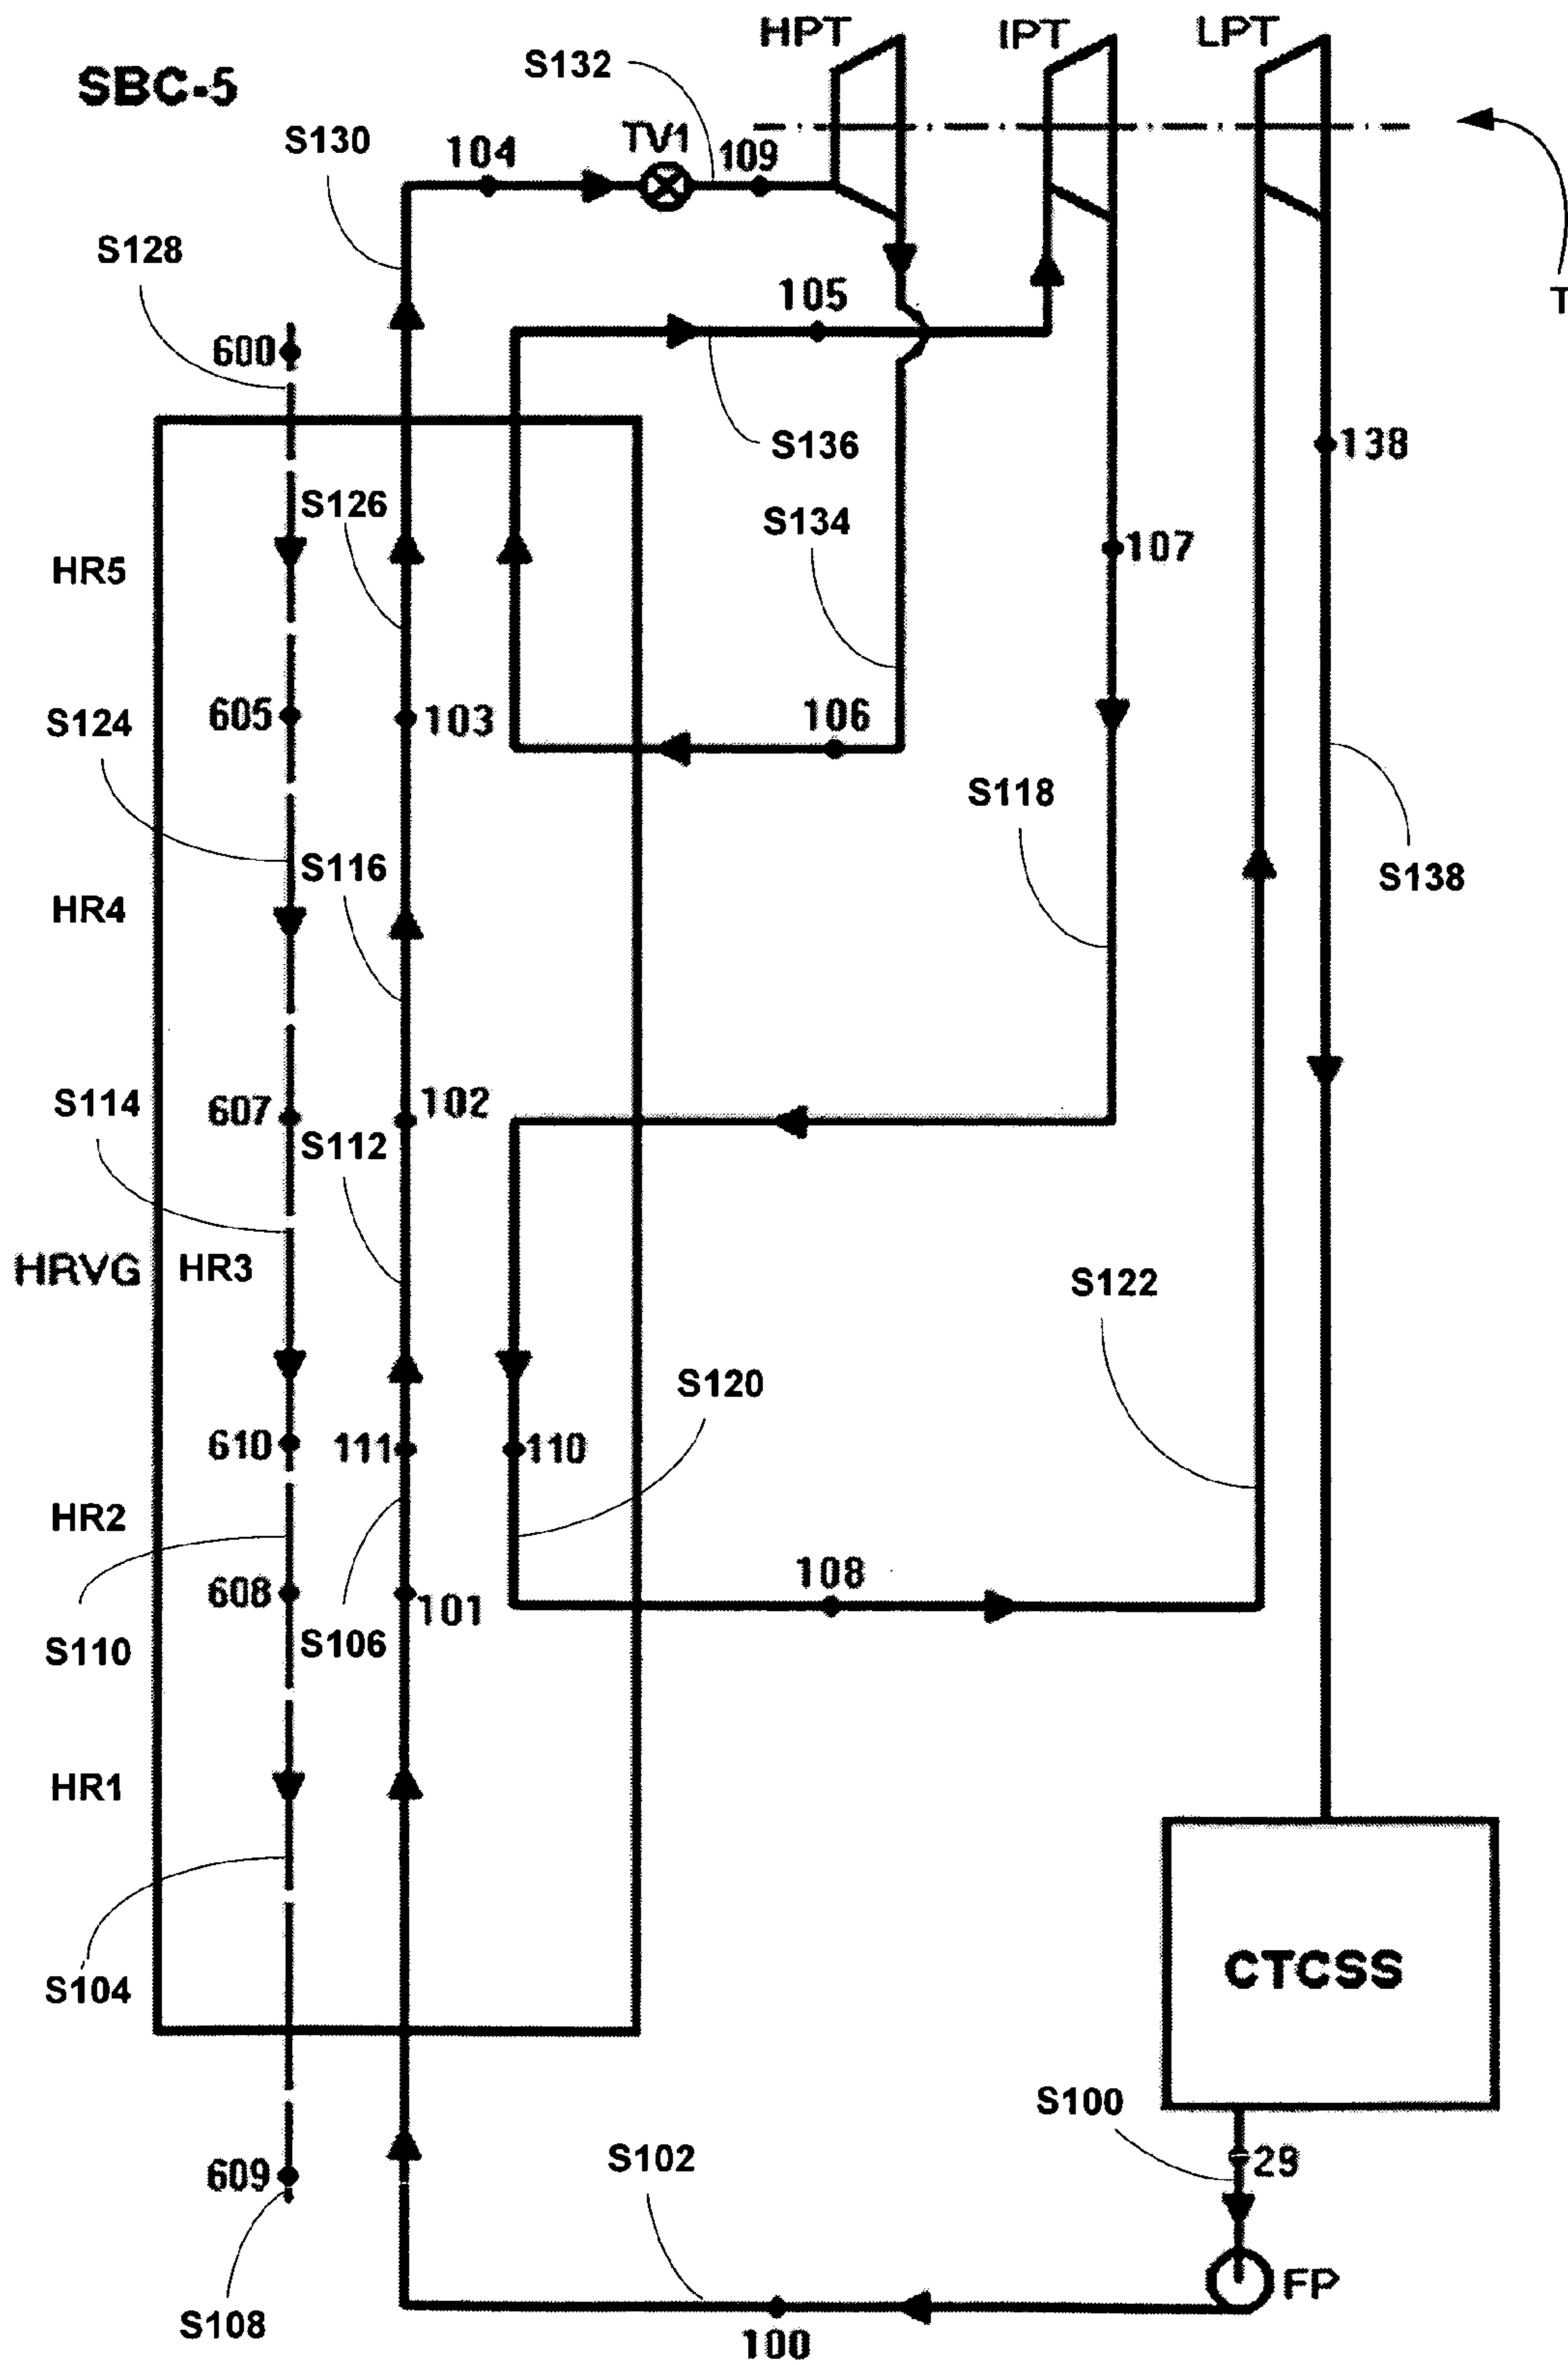 HPT
IPT
LPT
SBC-5
S132
S130
104
TV1
109
S128
T
105
600
S136
138
S126
S134
107
HR5
605
103
106
S124
S118
S116
S138
HR4
S114
607
102
S112
HRVG
HR3
S122
S120
610
111
110
HR2
608
101
108
S110
S106
HR1
CTCSS
S104
S100
29
S102
609
FP
S108
100